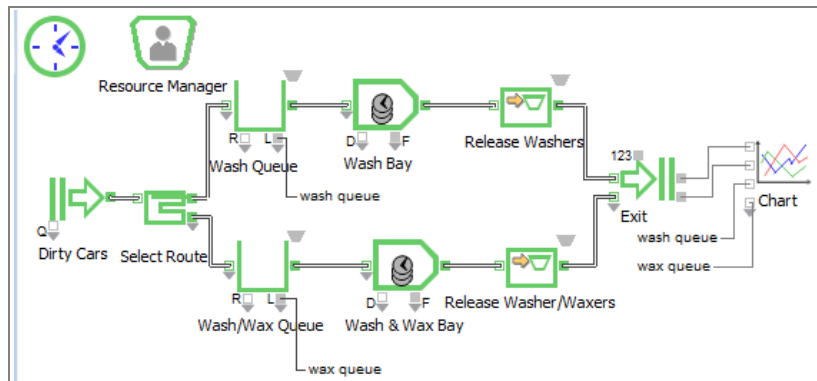 Resource Manager
R
L
Wash Queue
wash queue
D
F
Wash Bay
Release Washers
123
Exit
Chart
wash queue
wax queue
Q
Dirty Cars
Select Route
R
L
Wash/Wax Queue
wax queue
D
F
Wash & Wax Bay
Release Washer/Waxers